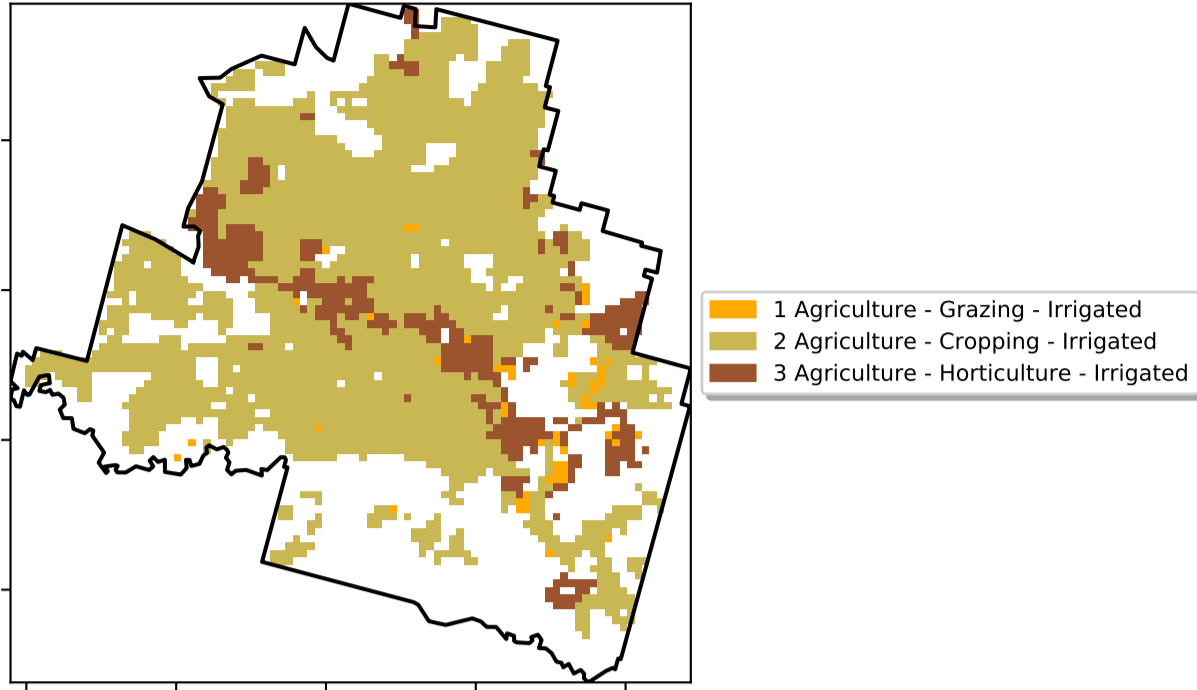 1 Agriculture - Grazing - Irrigated
2 Agriculture - Cropping - Irrigated
3 Agriculture - Horticulture - Irrigated